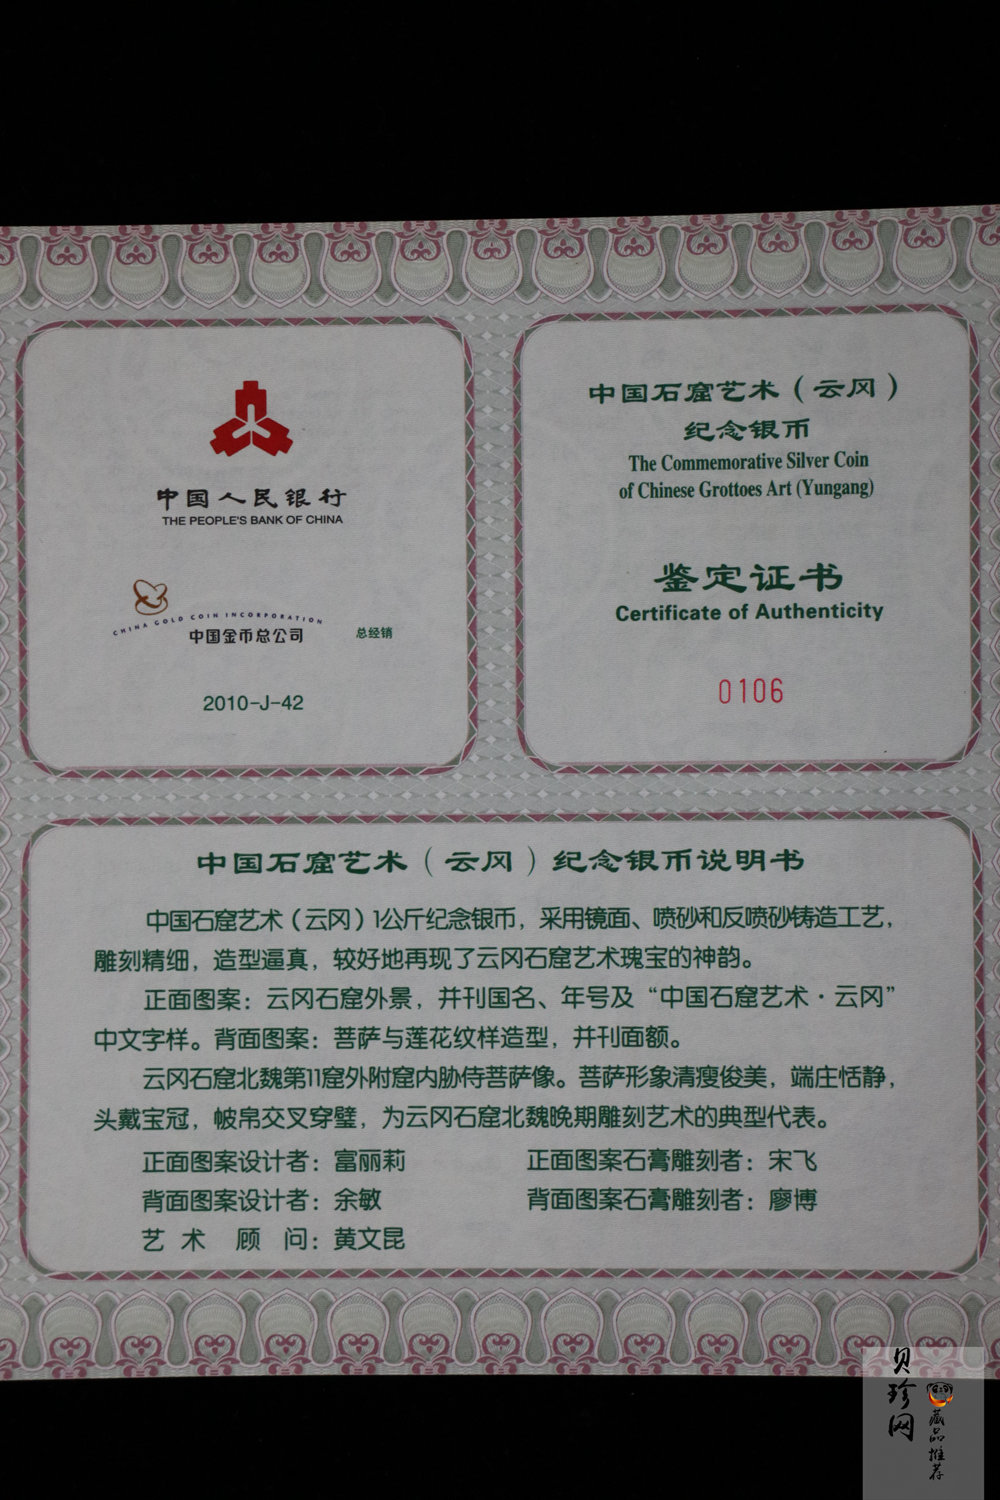 中国人民银行
THE PEOPLE'S BANK OF CHINA
CHINA GOLD COIN INCORPORATION
中国金币总公司 总经销
2010-J-42
中国石窟艺术（云冈）
纪念银币
The Commemorative Silver Coin
of Chinese Grottoes Art (Yungang)
鉴定证书
Certificate of Authenticity
0106
中国石窟艺术（云冈）纪念银币说明书
中国石窟艺术（云冈）1公斤纪念银币，采用镜面、喷砂和反喷砂铸造工艺，
雕刻精细，造型逼真，较好地再现了云冈石窟艺术瑰宝的神韵。
正面图案：云冈石窟外景，并刊国名、年号及“中国石窟艺术·云冈”
中文字样。背面图案：菩萨与莲花纹样造型，并刊面额。
云冈石窟北魏第11窟外附窟内胁侍菩萨像。菩萨形象清瘦俊美，端庄恬静，
头戴宝冠，帔帛交叉穿璧，为云冈石窟北魏晚期雕刻艺术的典型代表。
正面图案设计者：富丽莉 正面图案石膏雕刻者：宋飞
背面图案设计者：余敏 背面图案石膏雕刻者：廖博
艺术顾问：黄文昆
贝珍网
藏品推荐